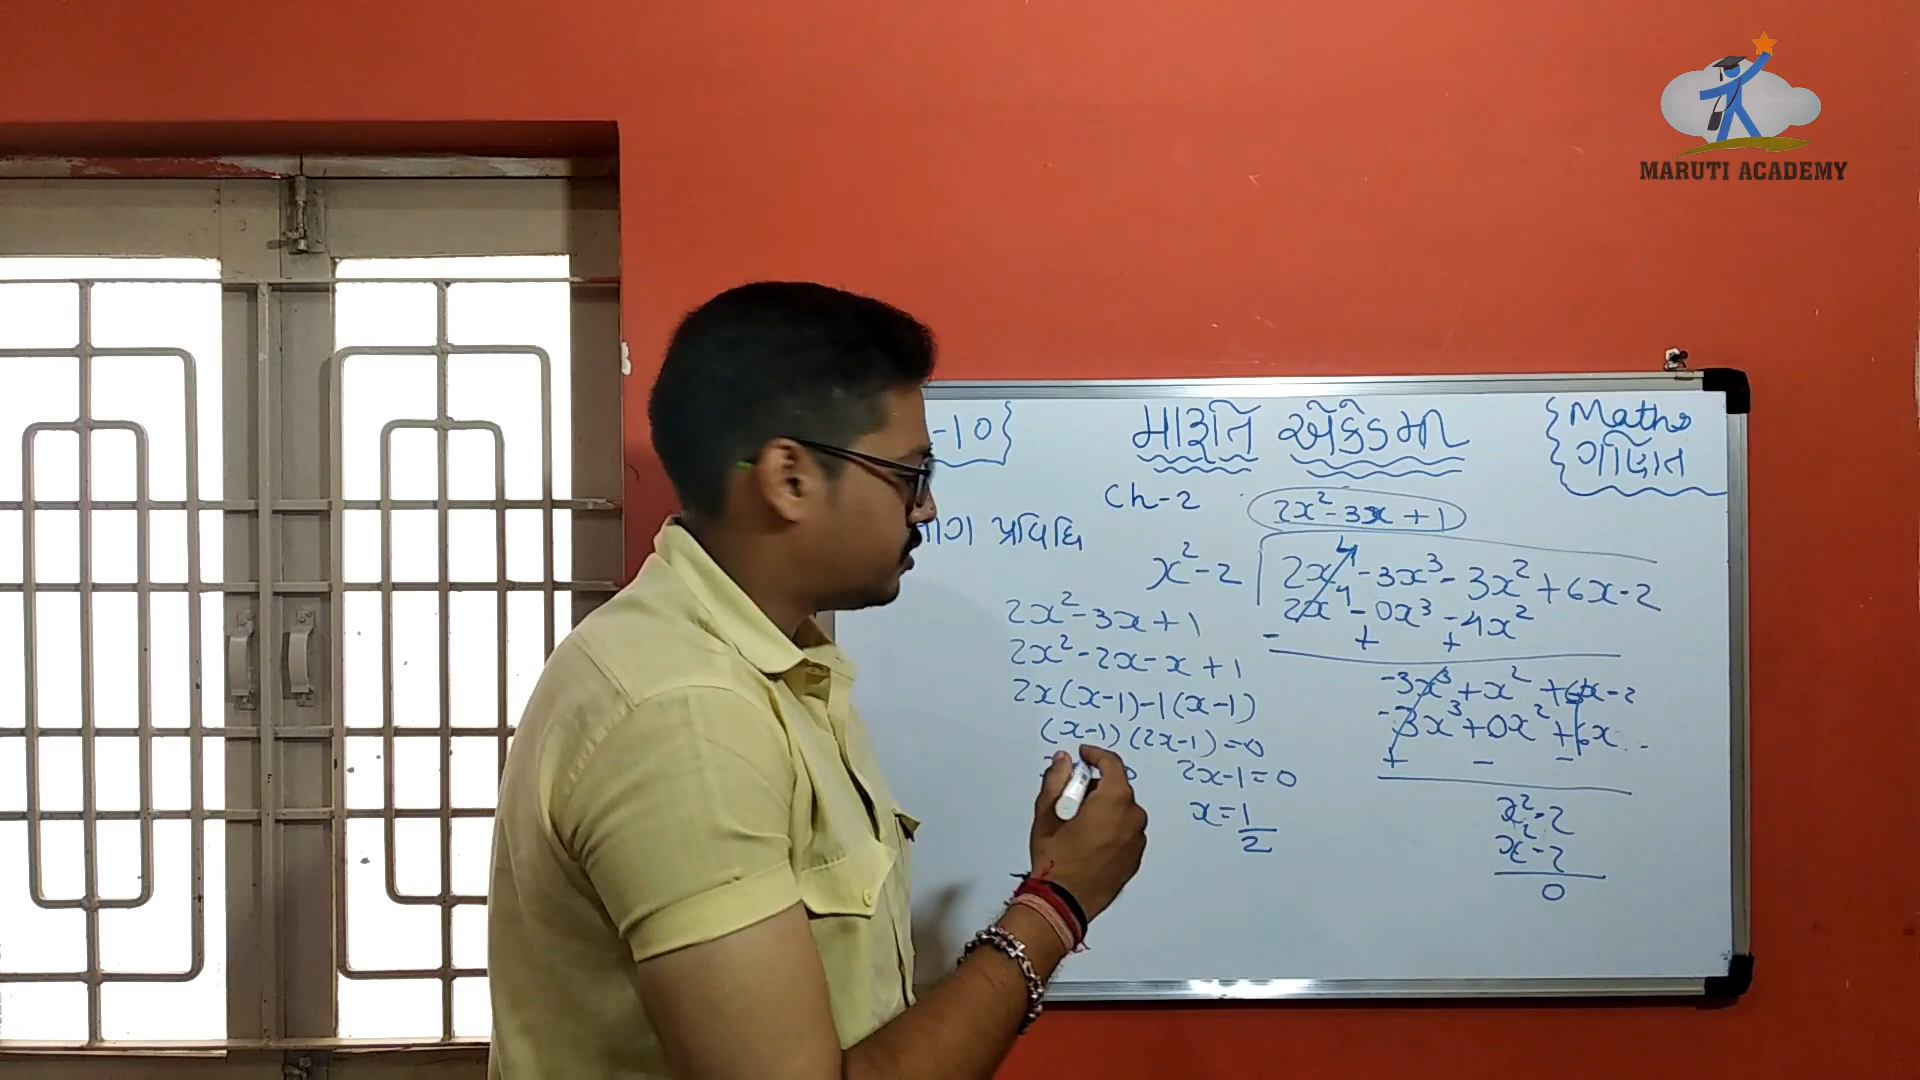 MARUTI ACADEMY
-10}
મારૂતિ એકેડમી
{Maths
ગણિત
Ch-2
પ્રવિધિ
2x² - 3x + 1
x² - 2
2x⁴ - 3x³ - 3x² + 6x - 2
2x⁴ - 0x³ - 4x²
- + +
-3x³ + x² + 6x - 2
-3x³ + 0x² + 6x
+ - -
x² - 2
x² - 2
0
2x² - 3x + 1
2x² - 2x - x + 1
2x(x-1) - 1(x-1)
(x-1)(2x-1) = 0
2x-1 = 0
x = 1/2